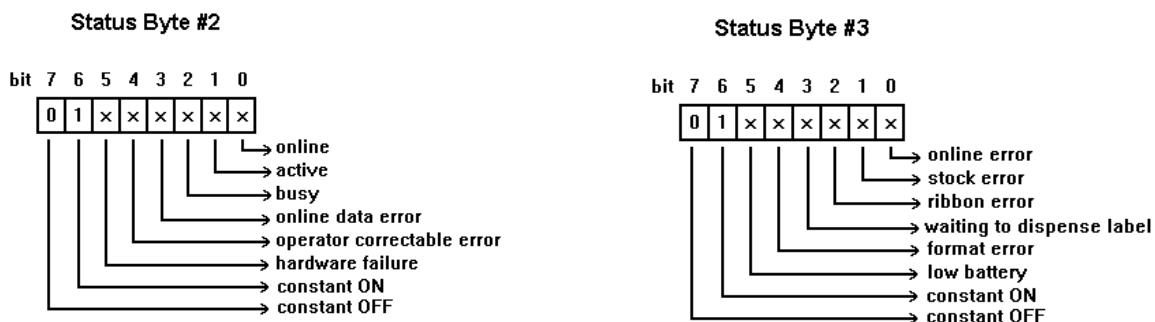 Status Byte #2
bit 7 6 5 4 3 2 1 0
0 1 × × × × × ×
online
active
busy
online data error
operator correctable error
hardware failure
constant ON
constant OFF
Status Byte #3
bit 7 6 5 4 3 2 1 0
0 1 × × × × × ×
online error
stock error
ribbon error
waiting to dispense label
format error
low battery
constant ON
constant OFF